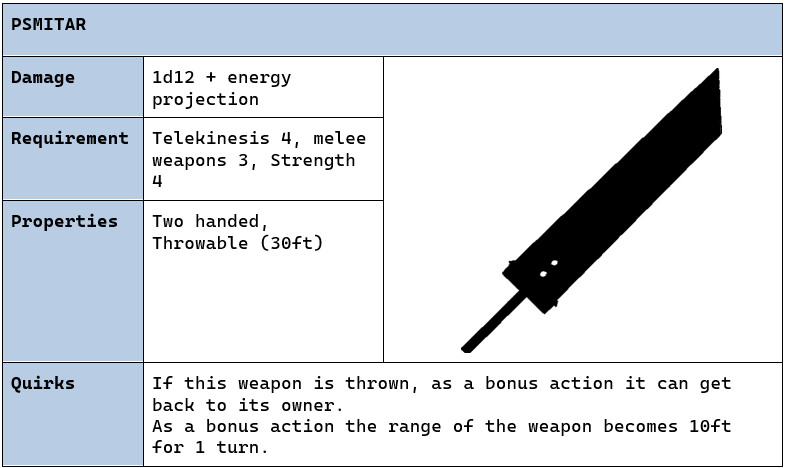 PSMITAR
Damage
1d12 + energy
projection
Requirement
Telekinesis 4, melee
weapons 3, Strength
4
Properties
Two handed,
Throwable (30ft)
Quirks
If this weapon is thrown, as a bonus action it can get
back to its owner.
As a bonus action the range of the weapon becomes 10ft
for 1 turn.